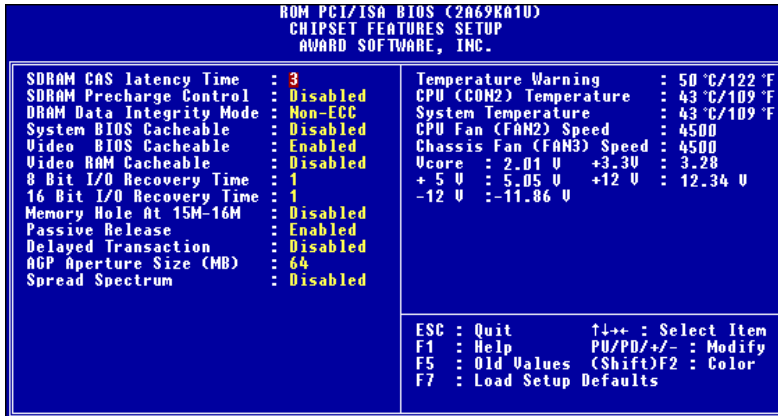 ROM PCI/ISA BIOS (2A69KA1U)
CHIPSET FEATURES SETUP
AWARD SOFTWARE, INC.
SDRAM CAS latency Time : 3
SDRAM Precharge Control : Disabled
DRAM Data Integrity Mode : Non-ECC
System BIOS Cacheable : Disabled
Video BIOS Cacheable : Enabled
Video RAM Cacheable : Disabled
8 Bit I/O Recovery Time : 1
16 Bit I/O Recovery Time : 1
Memory Hole At 15M-16M : Disabled
Passive Release : Enabled
Delayed Transaction : Disabled
AGP Aperture Size (MB) : 64
Spread Spectrum : Disabled
Temperature Warning : 50 °C/122 °F
CPU (CON2) Temperature : 43 °C/109 °F
System Temperature : 43 °C/109 °F
CPU Fan (FAN2) Speed : 4500
Chassis Fan (FAN3) Speed : 4500
Vcore : 2.01 V +3.3V : 3.28
+ 5 V : 5.05 V +12 V : 12.34 V
-12 V :-11.86 V
ESC : Quit ↑↓→← : Select Item
F1 : Help PU/PD/+/- : Modify
F5 : Old Values (Shift)F2 : Color
F7 : Load Setup Defaults